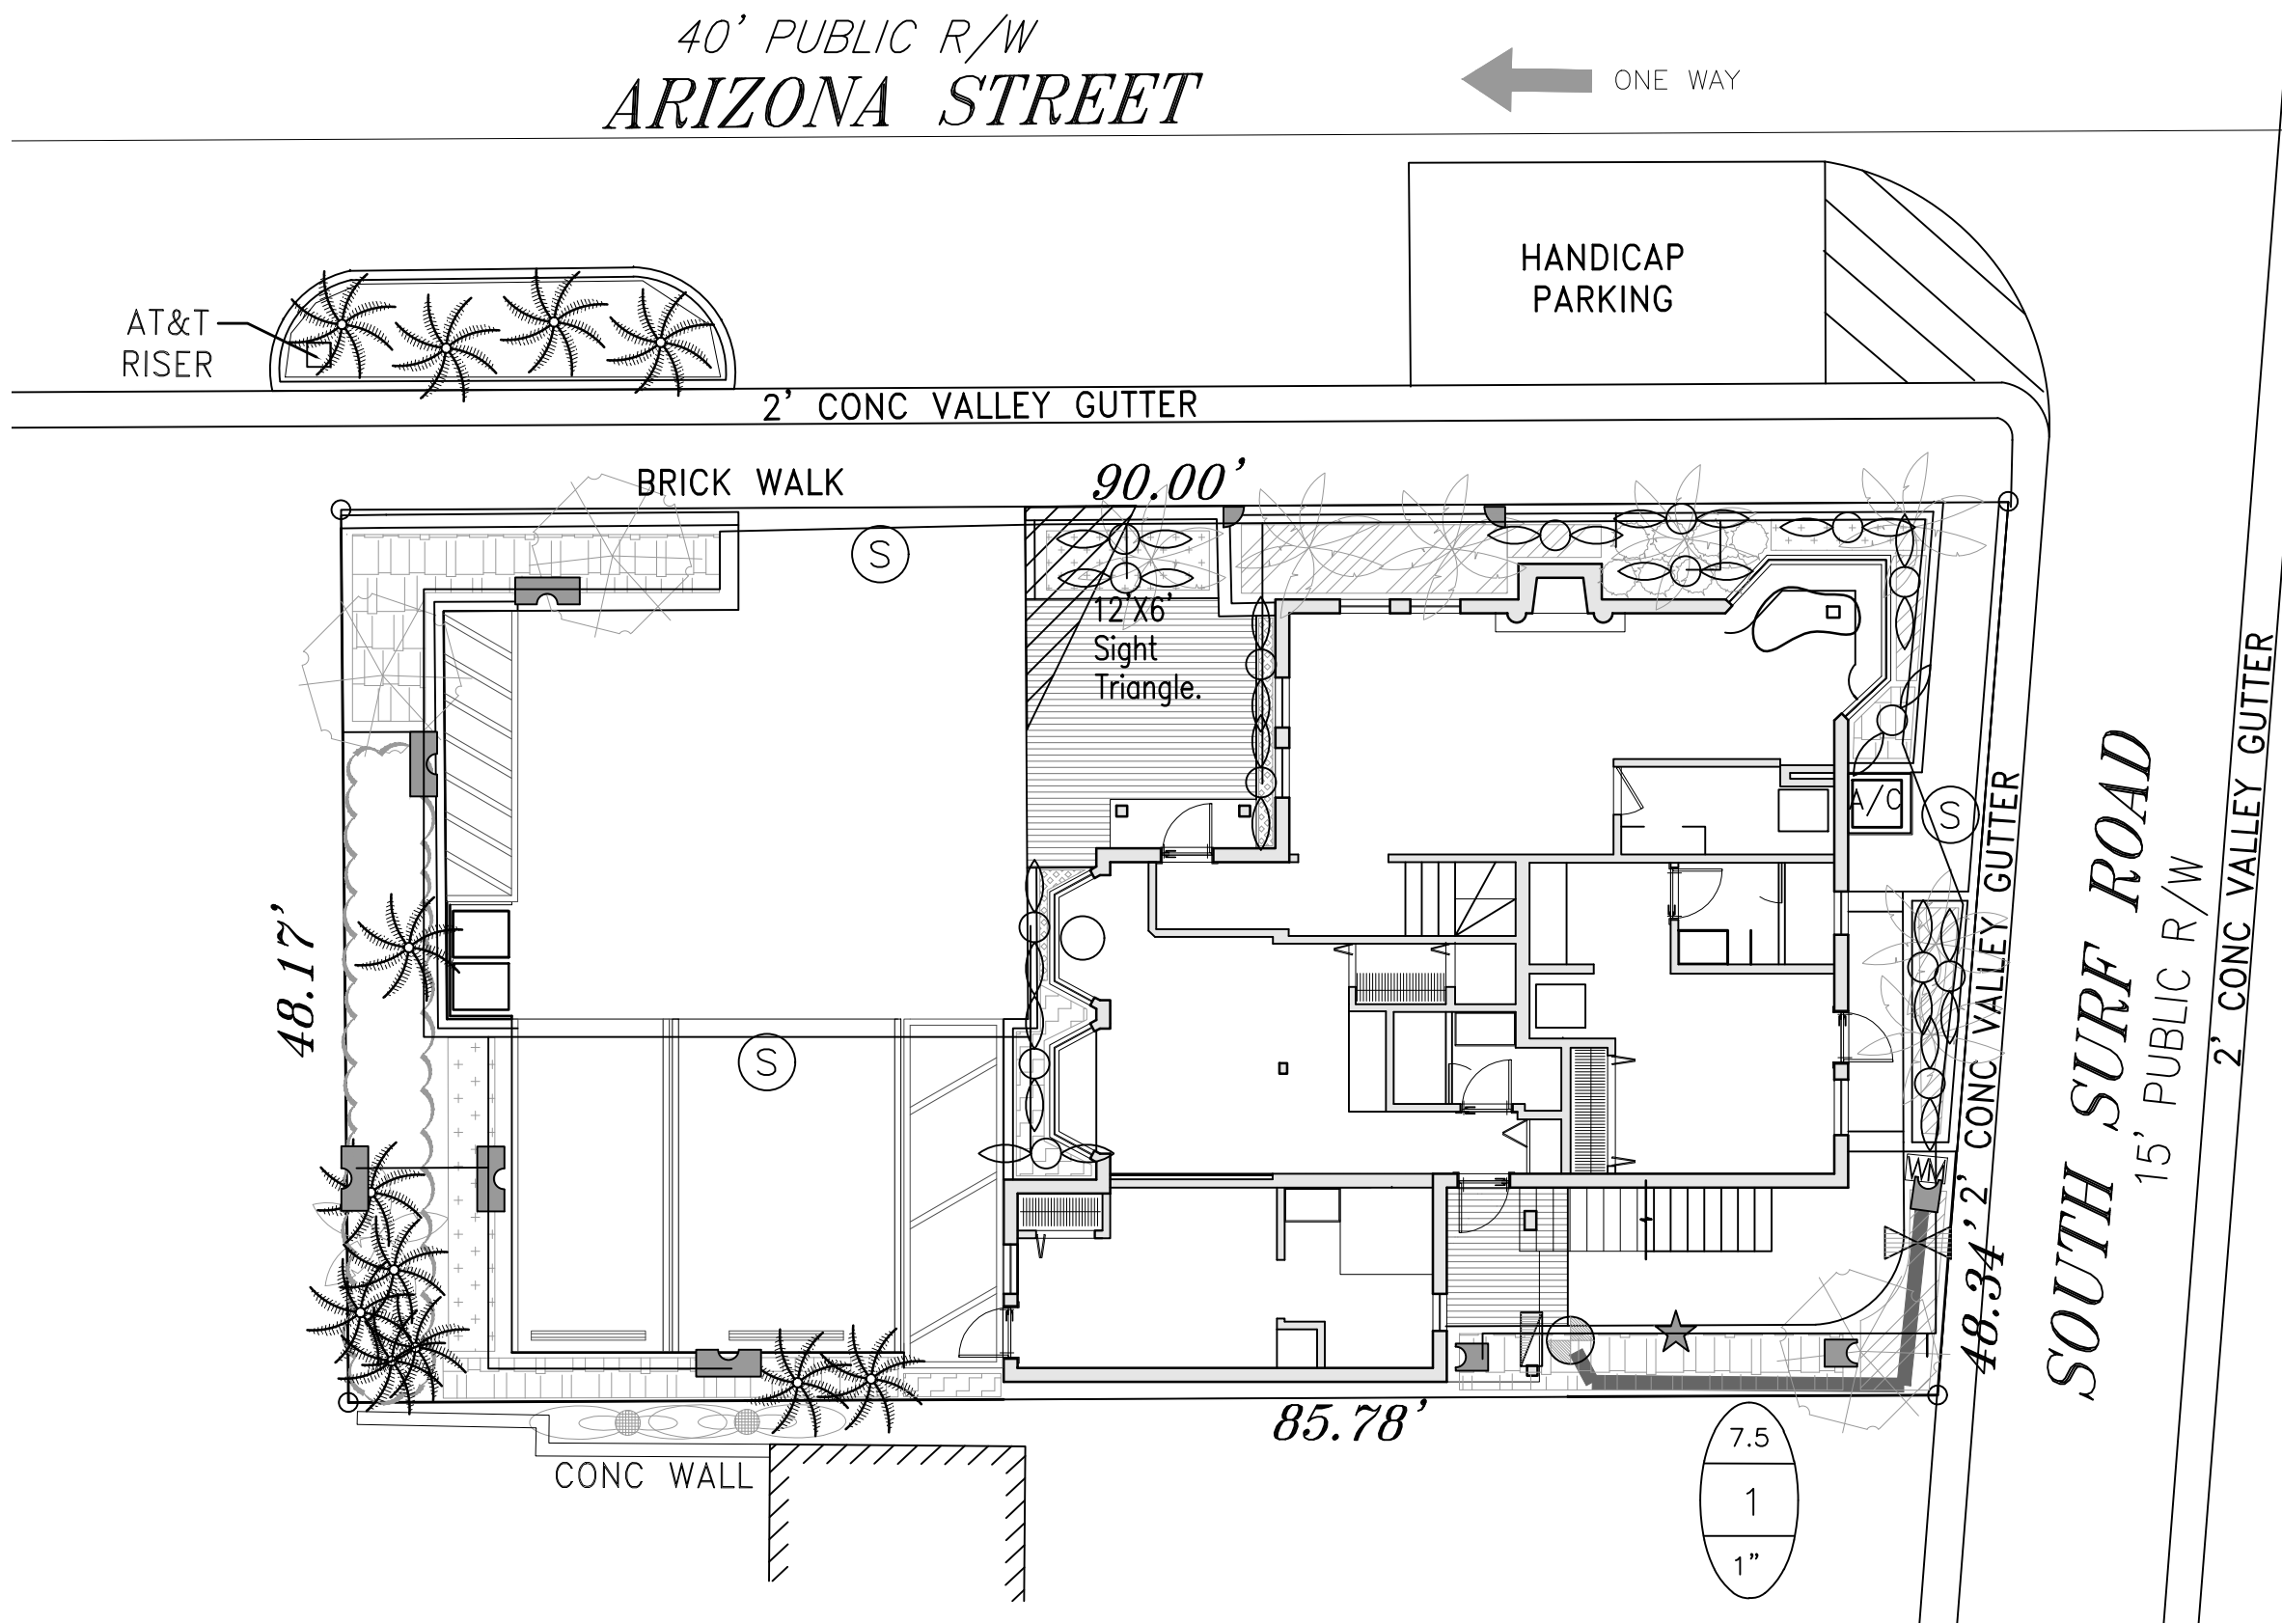 40' PUBLIC R/W
ARIZONA STREET
ONE WAY
HANDICAP
PARKING
AT&T
RISER
2' CONC VALLEY GUTTER
BRICK WALK
90.00'
S
12'X6'
Sight
Triangle.
A/C
S
2' CONC VALLEY GUTTER
2' CONC VALLEY GUTTER
SOUTH SURF ROAD
15' PUBLIC R/W
48.17'
S
48.34'
85.78'
CONC WALL
7.5
1
1"